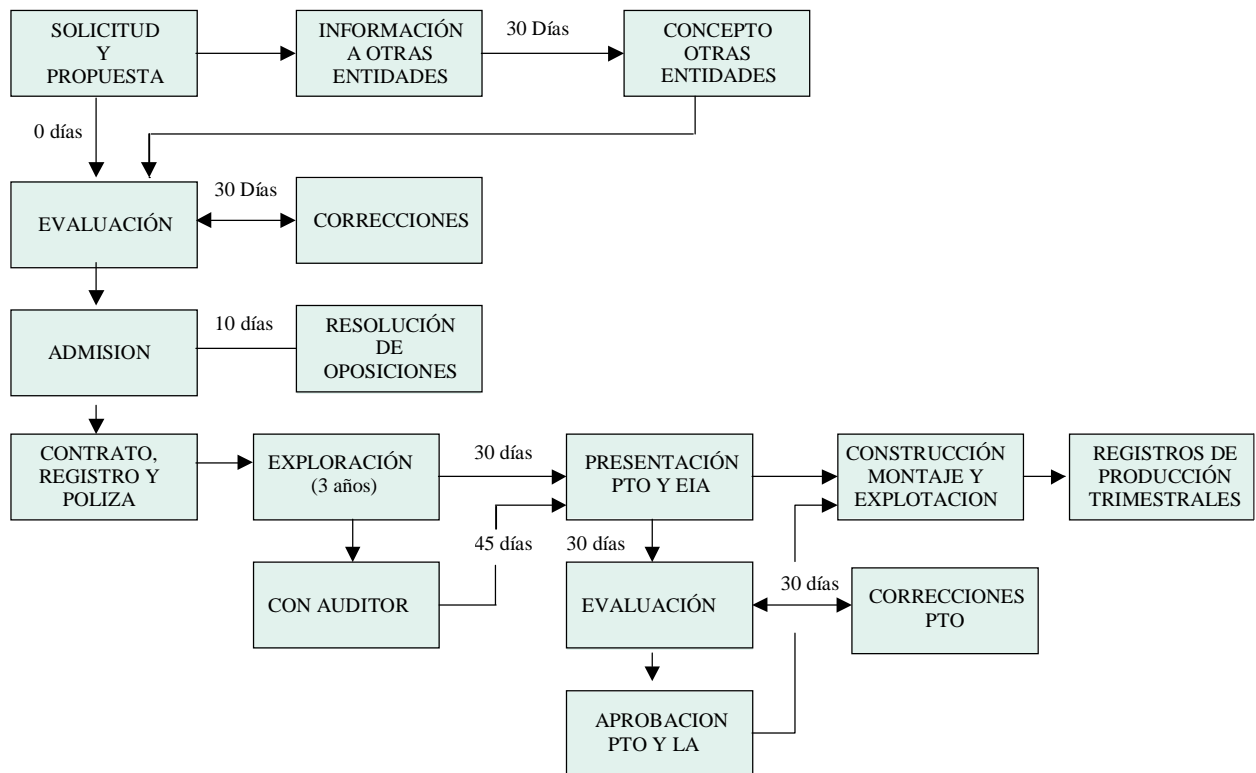 SOLICITUD
Y
PROPUESTA
INFORMACIÓN
A OTRAS
ENTIDADES
30 Días
CONCEPTO
OTRAS
ENTIDADES
0 días
EVALUACIÓN
30 Días
CORRECCIONES
ADMISION
10 días
RESOLUCIÓN
DE
OPOSICIONES
CONTRATO,
REGISTRO Y
POLIZA
EXPLORACIÓN
(3 años)
30 días
PRESENTACIÓN
PTO Y EIA
CONSTRUCCIÓN
MONTAJE Y
EXPLOTACION
REGISTROS DE
PRODUCCIÓN
TRIMESTRALES
CON AUDITOR
45 días
30 días
EVALUACIÓN
30 días
CORRECCIONES
PTO
APROBACION
PTO Y LA